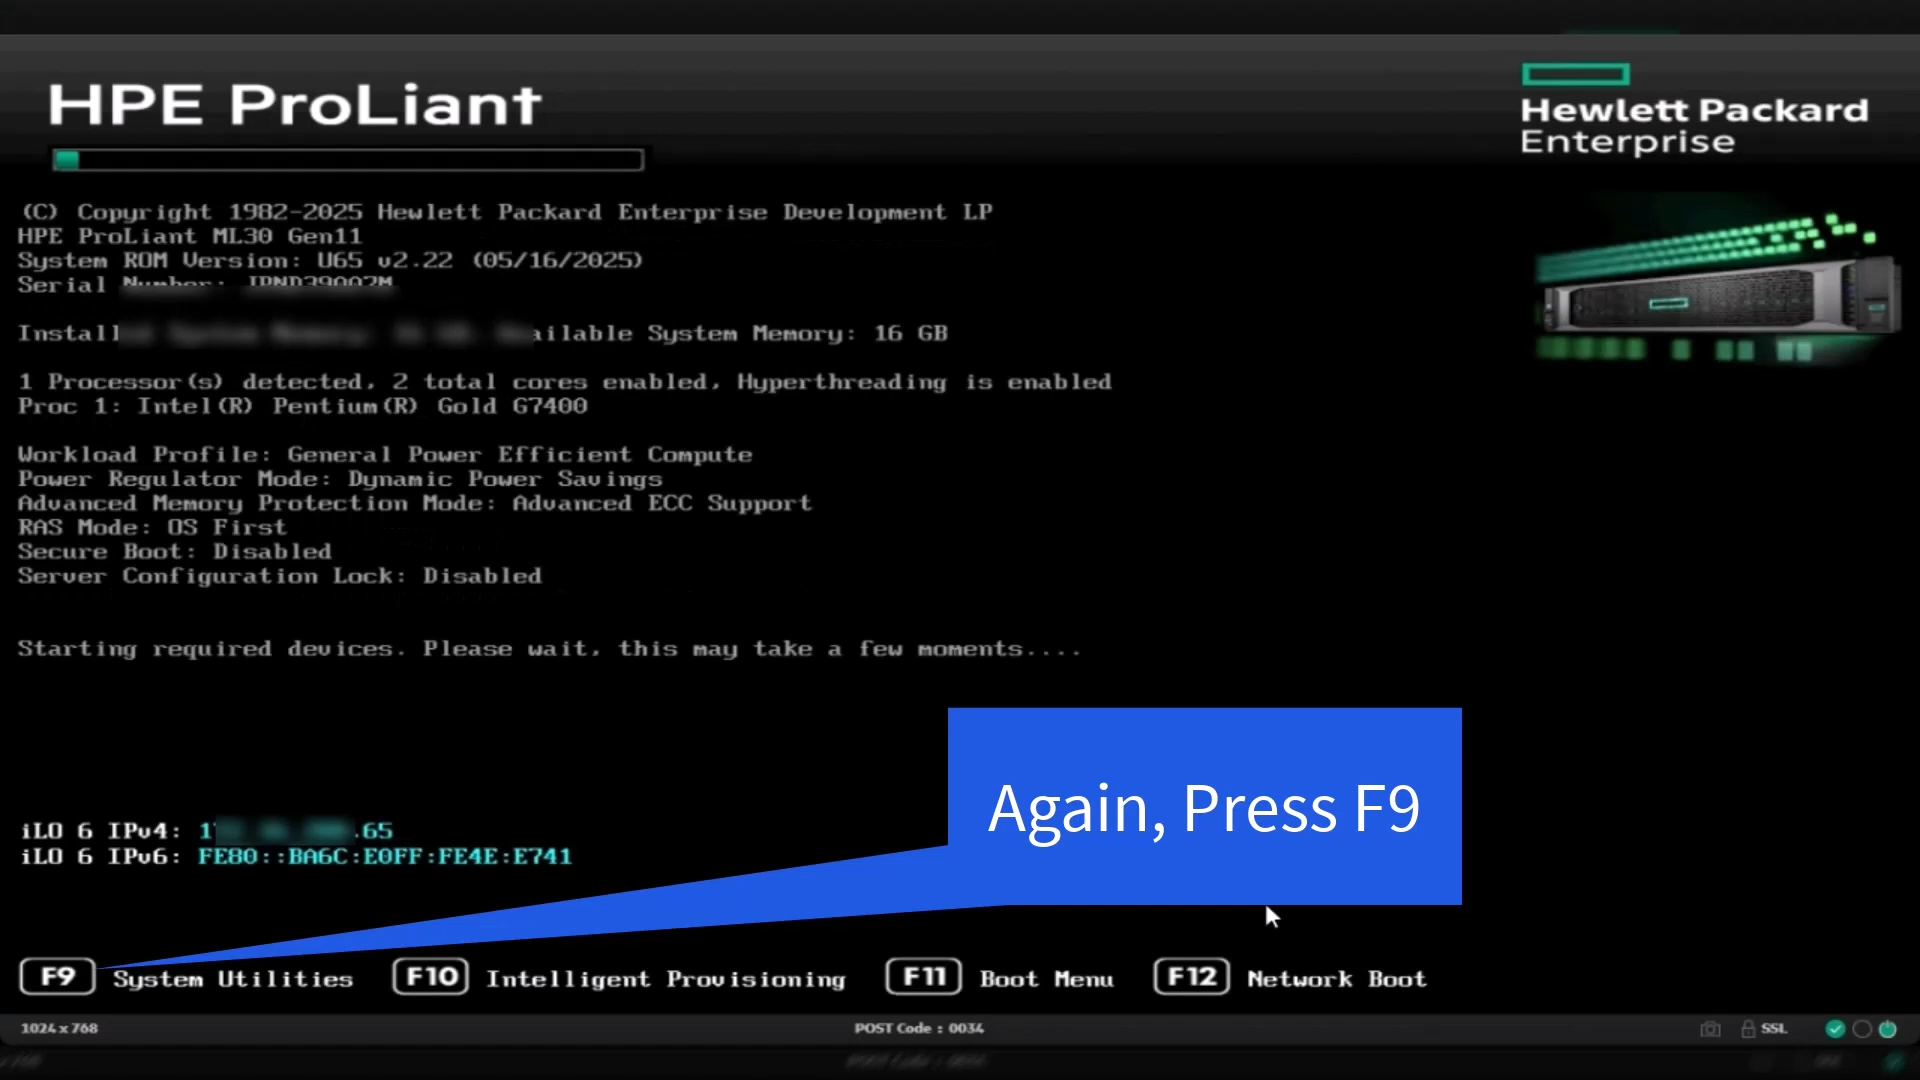 HPE ProLiant
Hewlett Packard
Enterprise
(C) Copyright 1982-2025 Hewlett Packard Enterprise Development LP
HPE ProLiant ML30 Gen11
System ROM Version: U65 v2.22 (05/16/2025)
Serial Number:
Install ailable System Memory: 16 GB
1 Processor(s) detected, 2 total cores enabled, Hyperthreading is enabled
Proc 1: Intel(R) Pentium(R) Gold G7400
Workload Profile: General Power Efficient Compute
Power Regulator Mode: Dynamic Power Savings
Advanced Memory Protection Mode: Advanced ECC Support
RAS Mode: OS First
Secure Boot: Disabled
Server Configuration Lock: Disabled
Starting required devices. Please wait, this may take a few moments....
Again, Press F9
iLO 6 IPv4: 1 .65
iLO 6 IPv6: FE80::BA6C:E0FF:FE4E:E741
F9 System Utilities F10 Intelligent Provisioning F11 Boot Menu F12 Network Boot
1024 x 768 POST Code : 0034 SSL